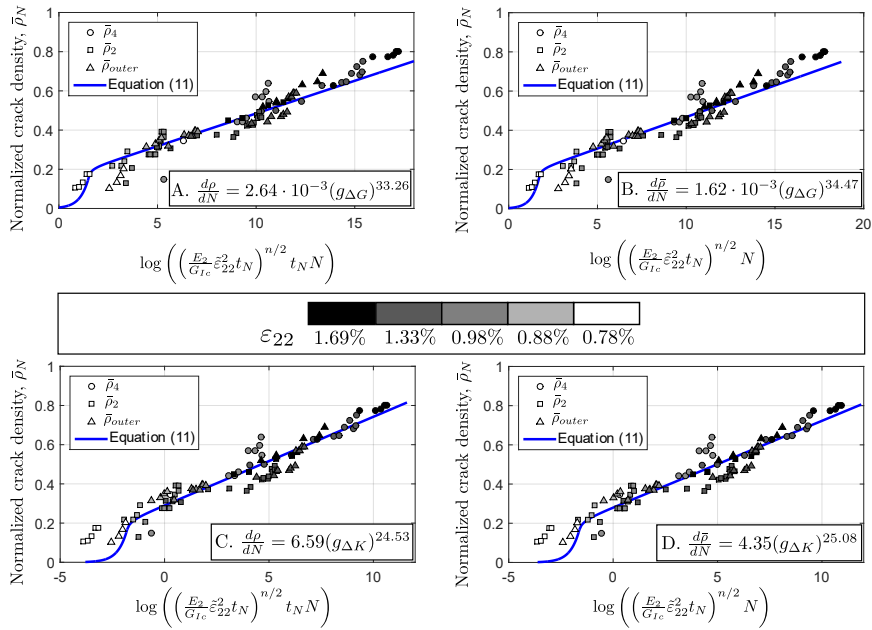 Normalized crack density, ρ̄_N
1
0.8
0.6
0.4
0.2
0
ρ̄_4
ρ̄_2
ρ̄_outer
Equation (11)
A. dρ/dN = 2.64 · 10^−3(g_ΔG)^33.26
0 5 10 15
log((E_2/G_Ic ε̃_22^2 t_N)^n/2 t_N N)
Normalized crack density, ρ̄_N
1
0.8
0.6
0.4
0.2
0
ρ̄_4
ρ̄_2
ρ̄_outer
Equation (11)
B. dρ̄/dN = 1.62 · 10^−3(g_ΔG)^34.47
0 5 10 15 20
log((E_2/G_Ic ε̃_22^2 t_N)^n/2 N)
ε_22
1.69% 1.33% 0.98% 0.88% 0.78%
Normalized crack density, ρ̄_N
1
0.8
0.6
0.4
0.2
0
ρ̄_4
ρ̄_2
ρ̄_outer
Equation (11)
C. dρ/dN = 6.59(g_ΔK)^24.53
-5 0 5 10
log((E_2/G_Ic ε̃_22^2 t_N)^n/2 t_N N)
Normalized crack density, ρ̄_N
1
0.8
0.6
0.4
0.2
0
ρ̄_4
ρ̄_2
ρ̄_outer
Equation (11)
D. dρ̄/dN = 4.35(g_ΔK)^25.08
-5 0 5 10
log((E_2/G_Ic ε̃_22^2 t_N)^n/2 N)